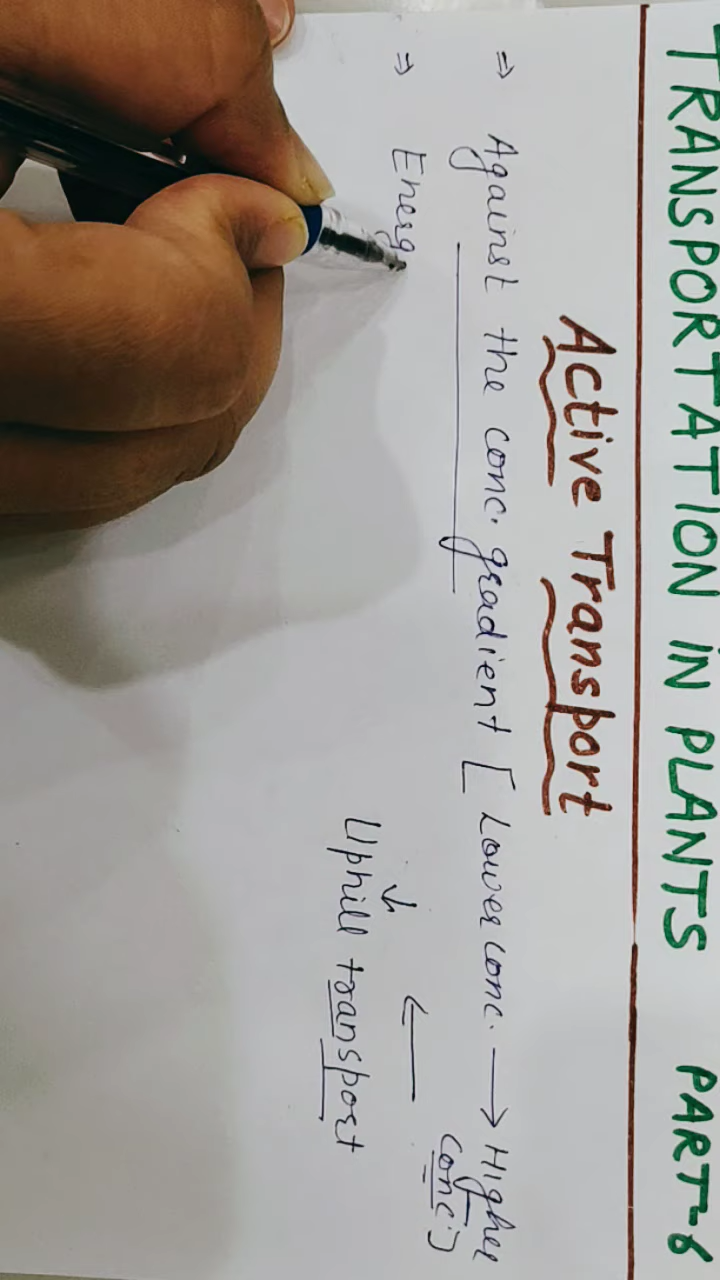 TRANSPORTATION IN PLANTS PART-6
Active Transport
⇒ Against the conc. gradient [ Lower conc. ⟶ Higher
conc.]
⇒ Energ
Uphill transport